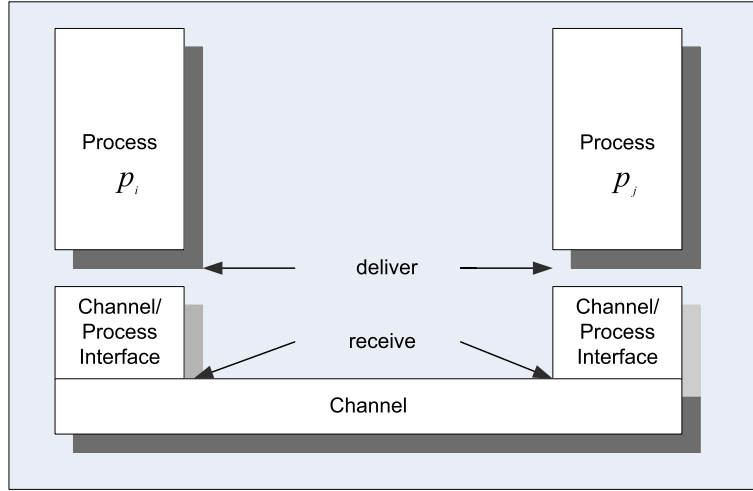 Process
p_i
Process
p_j
deliver
Channel/
Process
Interface
Channel/
Process
Interface
receive
Channel